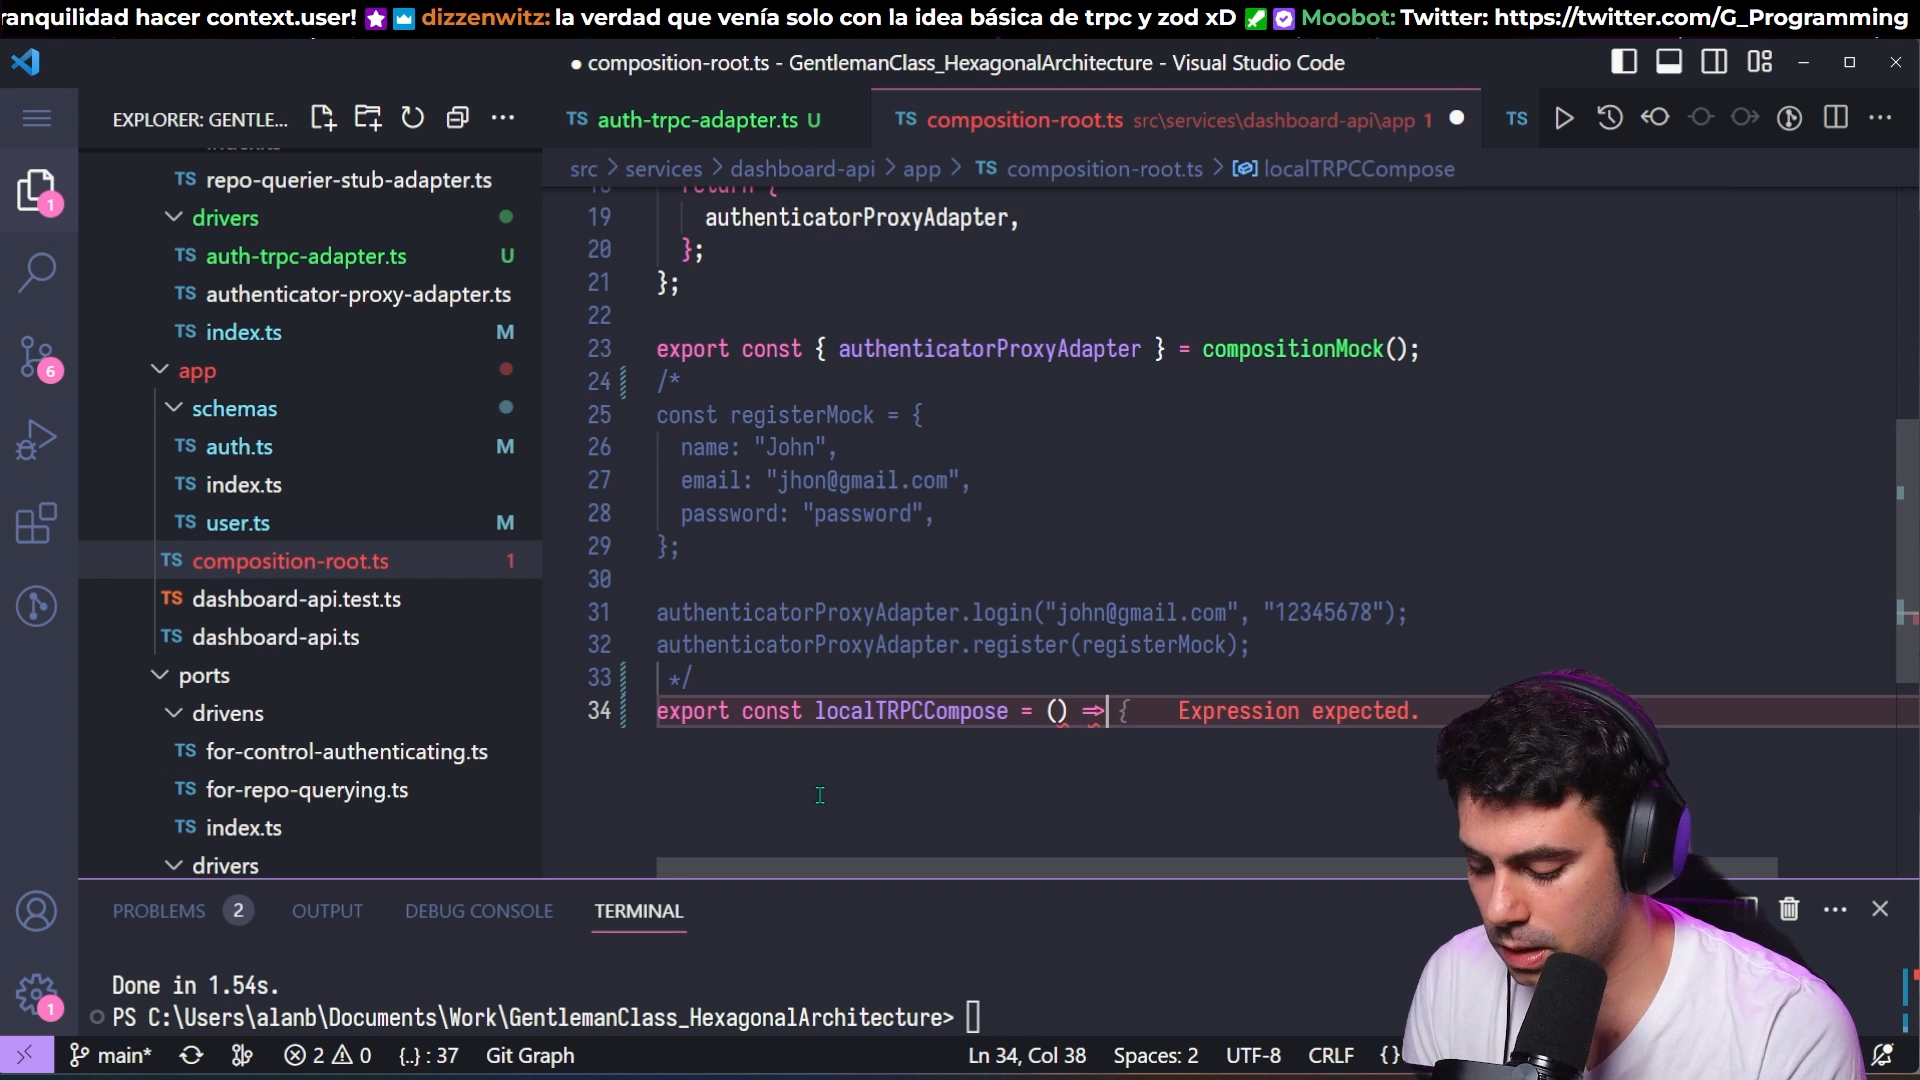 ranquilidad hacer context.user! dizzenwitz: la verdad que venía solo con la idea básica de trpc y zod xD Moobot: Twitter: https://twitter.com/G_Programming
● composition-root.ts - GentlemanClass_HexagonalArchitecture - Visual Studio Code
EXPLORER: GENTLE...
TS auth-trpc-adapter.ts U
TS composition-root.ts src\services\dashboard-api\app 1
TS
src > services > dashboard-api > app > TS composition-root.ts > localTRPCCompose
index.ts
TS repo-querier-stub-adapter.ts
drivers
TS auth-trpc-adapter.ts U
TS authenticator-proxy-adapter.ts
TS index.ts M
app
schemas
TS auth.ts M
TS index.ts
TS user.ts M
TS composition-root.ts 1
TS dashboard-api.test.ts
TS dashboard-api.ts
ports
drivens
TS for-control-authenticating.ts
TS for-repo-querying.ts
TS index.ts
drivers
1
6
1
18 return {
19 authenticatorProxyAdapter,
20 };
21 };
22
23 export const { authenticatorProxyAdapter } = compositionMock();
24 /*
25 const registerMock = {
26 name: "John",
27 email: "jhon@gmail.com",
28 password: "password",
29 };
30
31 authenticatorProxyAdapter.login("john@gmail.com", "12345678");
32 authenticatorProxyAdapter.register(registerMock);
33 */
34 export const localTRPCCompose = () => { Expression expected.
PROBLEMS 2 OUTPUT DEBUG CONSOLE TERMINAL
Done in 1.54s.
PS C:\Users\alanb\Documents\Work\GentlemanClass_HexagonalArchitecture>
main* 2 0 {..} : 37 Git Graph Ln 34, Col 38 Spaces: 2 UTF-8 CRLF {}